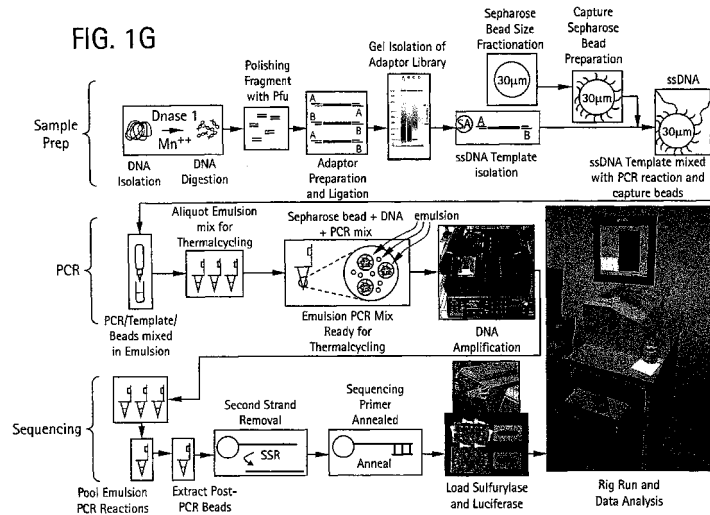 FIG. 1G
Sample
Prep
Dnase 1
Mn++
DNA
Isolation
DNA
Digestion
Polishing
Fragment
with Pfu
A
B
A
B
A
B
A
B
Adaptor
Preparation
and Ligation
Gel Isolation of
Adaptor Library
SA
A
B
ssDNA Template
isolation
Sepharose
Bead Size
Fractionation
30μm
Capture
Sepharose
Bead
Preparation
30μm
ssDNA
30μm
ssDNA Template mixed
with PCR reaction and
capture beads
PCR
PCR/Template/
Beads mixed
in Emulsion
Aliquot Emulsion
mix for
Thermalcycling
Sepharose bead + DNA
+ PCR mix
emulsion
Emulsion PCR Mix
Ready for
Thermalcycling
DNA
Amplification
Sequencing
Pool Emulsion
PCR Reactions
Extract Post-
PCR Beads
Second Strand
Removal
SSR
Sequencing
Primer
Annealed
Anneal
Load Sulfurylase
and Luciferase
Rig Run and
Data Analysis